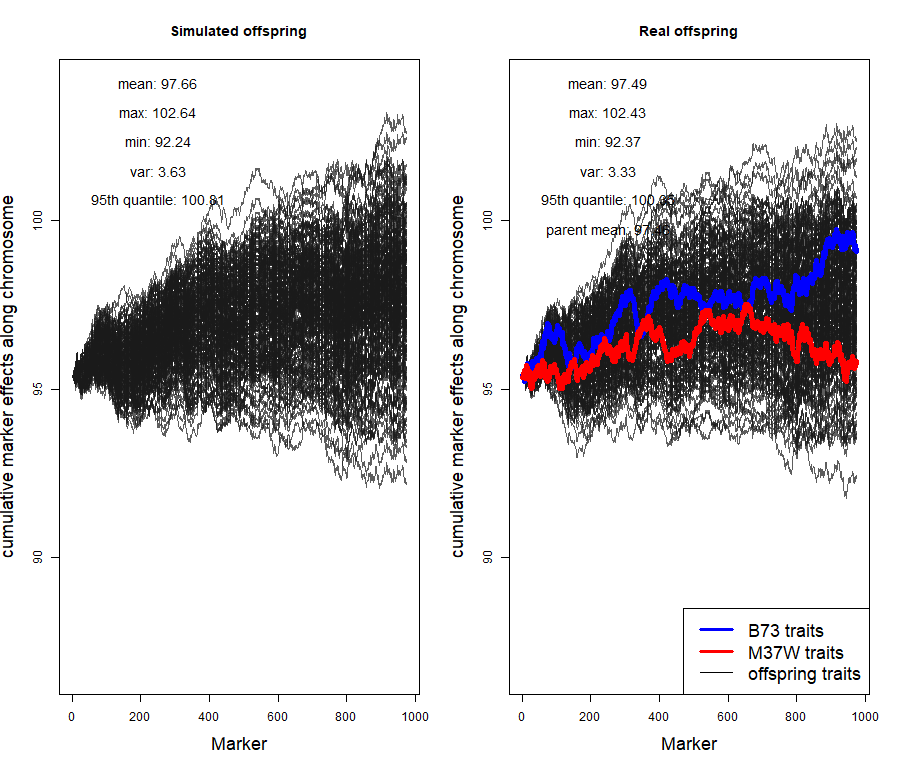 Simulated offspring
mean: 97.66
max: 102.64
min: 92.24
var: 3.63
95th quantile: 100.81
cumulative marker effects along chromosome
90
95
100
0
200
400
600
800
1000
Marker
Real offspring
mean: 97.49
max: 102.43
min: 92.37
var: 3.33
95th quantile:
parent mean:
cumulative marker effects along chromosome
90
95
100
0
200
400
600
800
1000
Marker
B73 traits
M37W traits
offspring traits